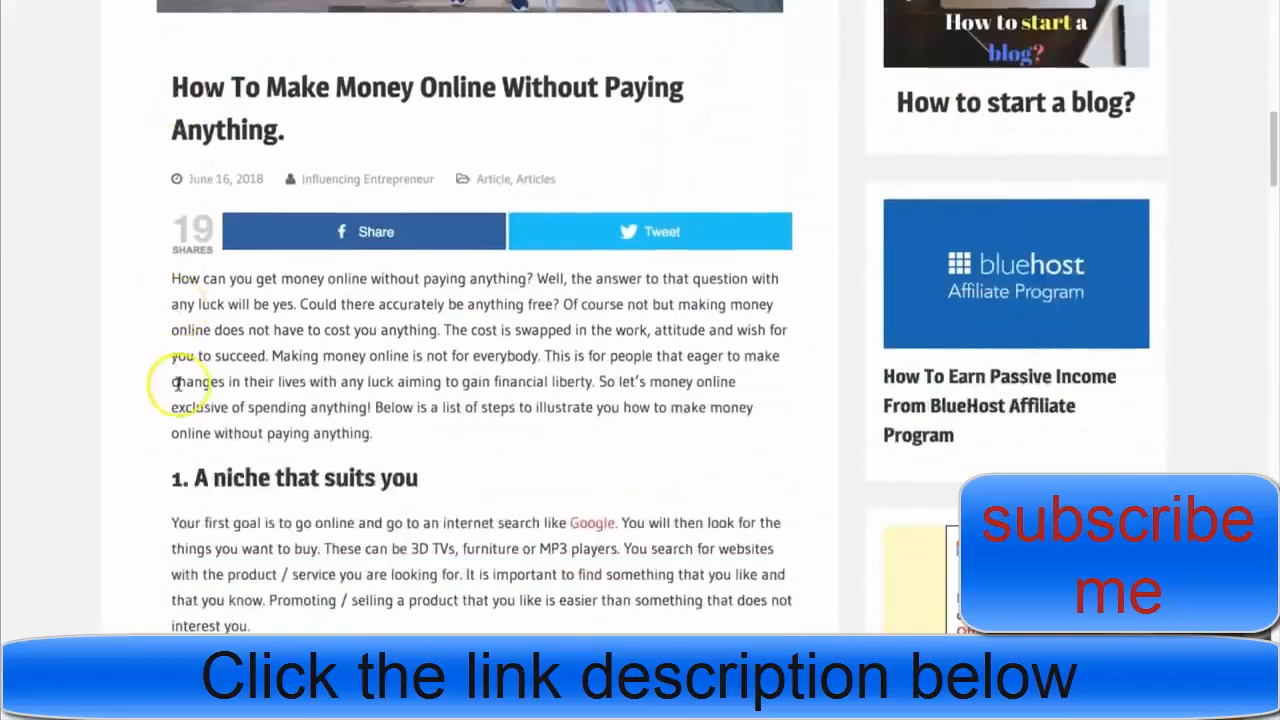 How To Make Money Online Without Paying
Anything.
June 16, 2018 Influencing Entrepreneur Article, Articles
19
SHARES
Share
Tweet
How can you get money online without paying anything? Well, the answer to that question with
any luck will be yes. Could there accurately be anything free? Of course not but making money
online does not have to cost you anything. The cost is swapped in the work, attitude and wish for
you to succeed. Making money online is not for everybody. This is for people that eager to make
changes in their lives with any luck aiming to gain financial liberty. So let's money online
exclusive of spending anything! Below is a list of steps to illustrate you how to make money
online without paying anything.
1. A niche that suits you
Your first goal is to go online and go to an internet search like Google. You will then look for the
things you want to buy. These can be 3D TVs, furniture or MP3 players. You search for websites
with the product / service you are looking for. It is important to find something that you like and
that you know. Promoting / selling a product that you like is easier than something that does not
interest you.
How to start a
blog?
How to start a blog?
bluehost
Affiliate Program
How To Earn Passive Income
From BlueHost Affiliate
Program
subscribe
me
Click the link description below